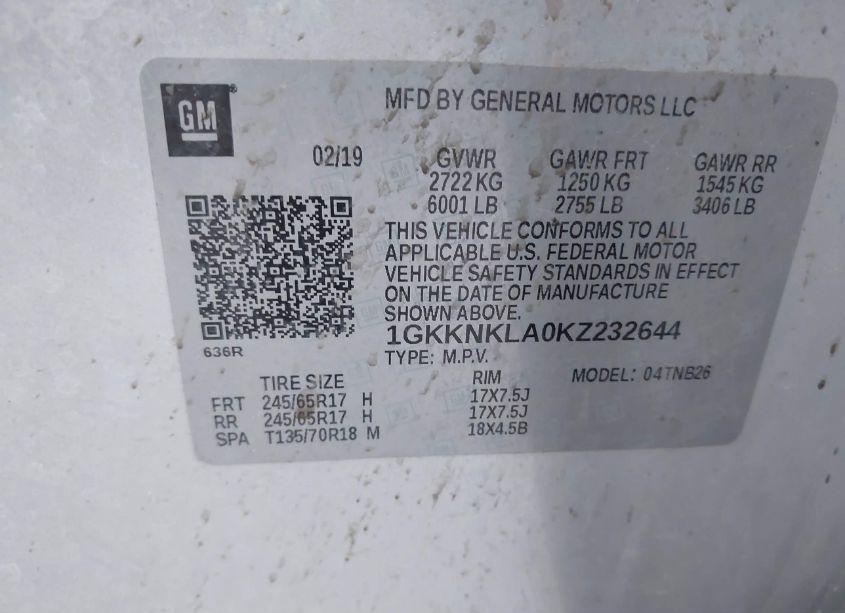 GM
MFD BY GENERAL MOTORS LLC
02/19 GVWR GAWR FRT GAWR RR
2722 KG 1250 KG 1545 KG
6001 LB 2755 LB 3406 LB
THIS VEHICLE CONFORMS TO ALL
APPLICABLE U.S. FEDERAL MOTOR
VEHICLE SAFETY STANDARDS IN EFFECT
ON THE DATE OF MANUFACTURE
SHOWN ABOVE.
1GKKNKLA0KZ232644
636R
TYPE: M.P.V. MODEL: 04TNB26
TIRE SIZE RIM
FRT 245/65R17 H 17X7.5J
RR 245/65R17 H 17X7.5J
SPA T135/70R18 M 18X4.5B